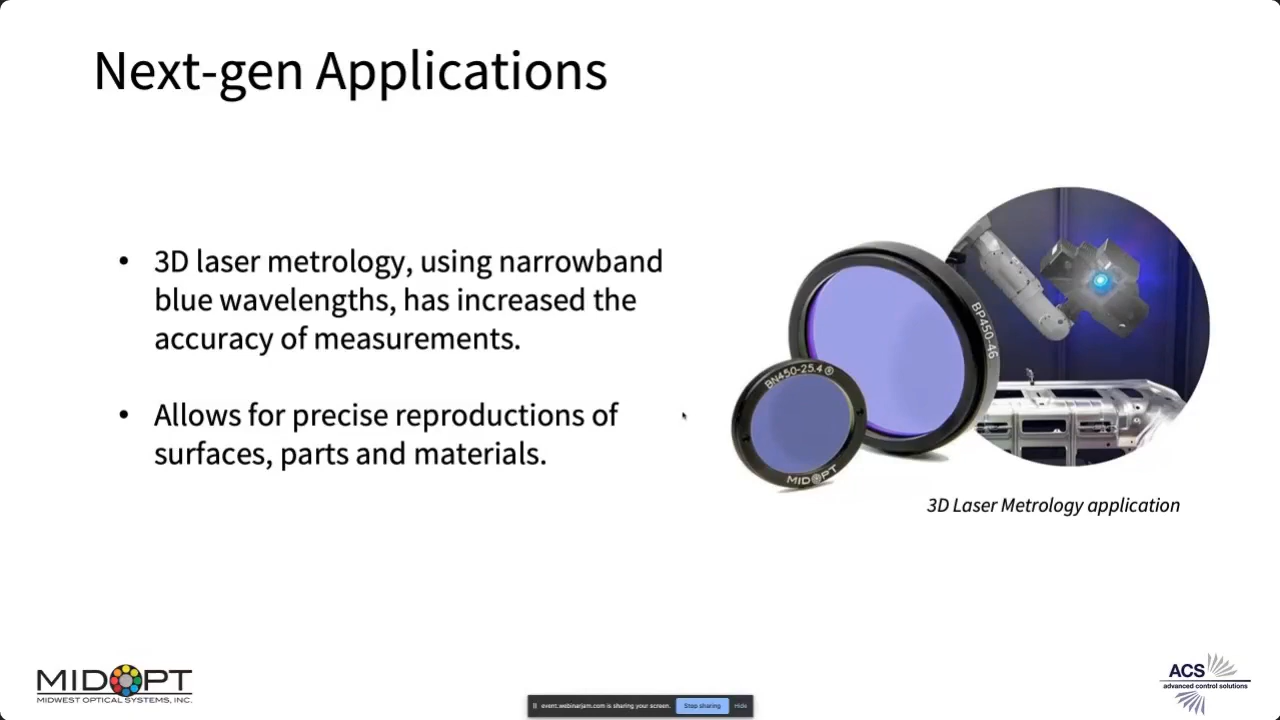 Next-gen Applications
• 3D laser metrology, using narrowband
blue wavelengths, has increased the
accuracy of measurements.
• Allows for precise reproductions of
surfaces, parts and materials.
BP450-46
BN450-25.4
MIDOPT
3D Laser Metrology application
MIDOPT
MIDWEST OPTICAL SYSTEMS, INC.
event.webinarjam.com is sharing your screen. Stop sharing Hide
ACS
advanced control solutions